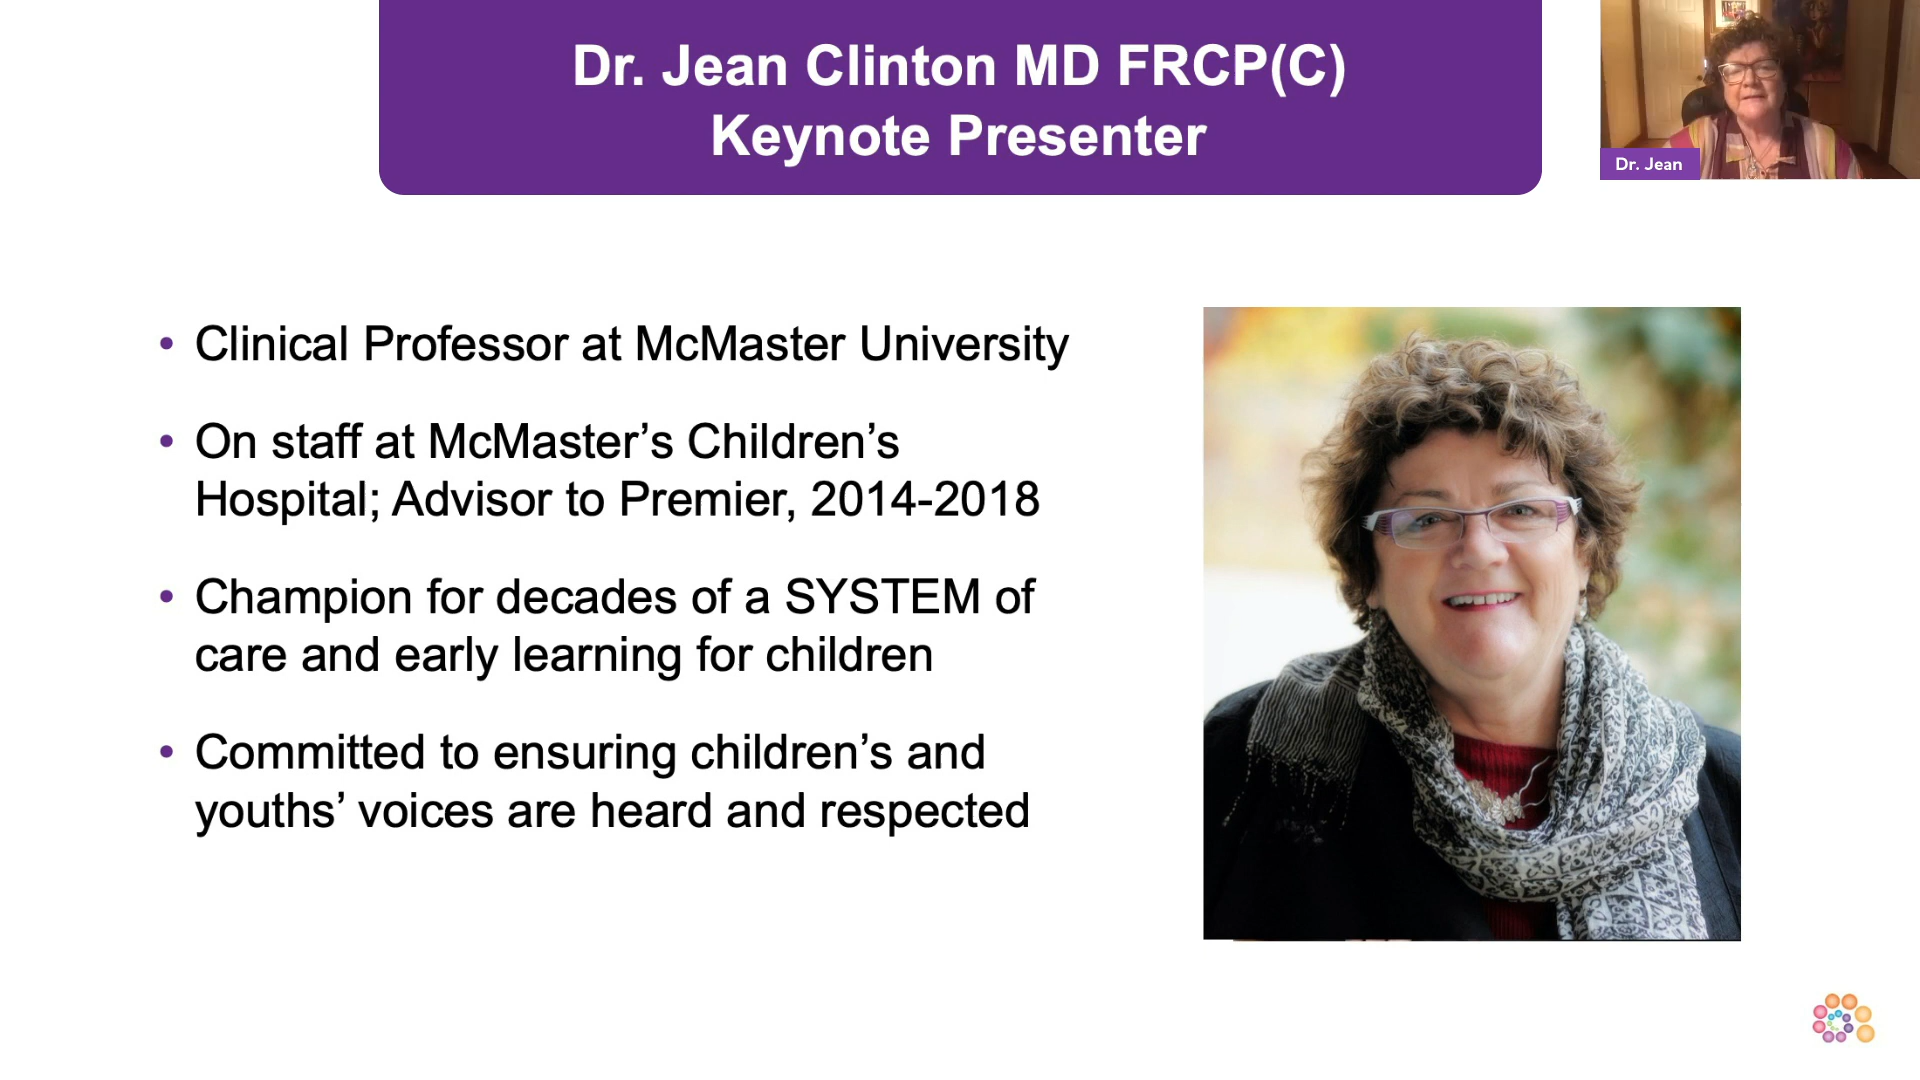 Dr. Jean Clinton MD FRCP(C)
Keynote Presenter
Dr. Jean
• Clinical Professor at McMaster University
• On staff at McMaster’s Children’s
Hospital; Advisor to Premier, 2014-2018
• Champion for decades of a SYSTEM of
care and early learning for children
• Committed to ensuring children’s and
youths’ voices are heard and respected